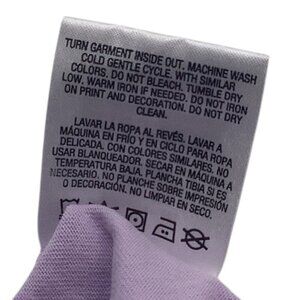 TURN GARMENT INSIDE OUT. MACHINE WASH
COLD GENTLE CYCLE. WITH SIMILAR
COLORS. DO NOT BLEACH. TUMBLE DRY
LOW. WARM IRON IF NEEDED. DO NOT IRON
ON PRINT AND DECORATION. DO NOT DRY
CLEAN.
LAVAR LA ROPA AL REVÉS. LAVAR A
MÁQUINA EN FRÍO Y EN CICLO PARA ROPA
DELICADA. CON COLORES SIMILARES. NO
USAR BLANQUEADOR. SECAR EN MÁQUINA A
TEMPERATURA BAJA. PLANCHA TIBIA SI ES
NECESARIO. NO PLANCHE SOBRE IMPRESIÓN
O DECORACIÓN. NO LIMPIAR EN SECO.